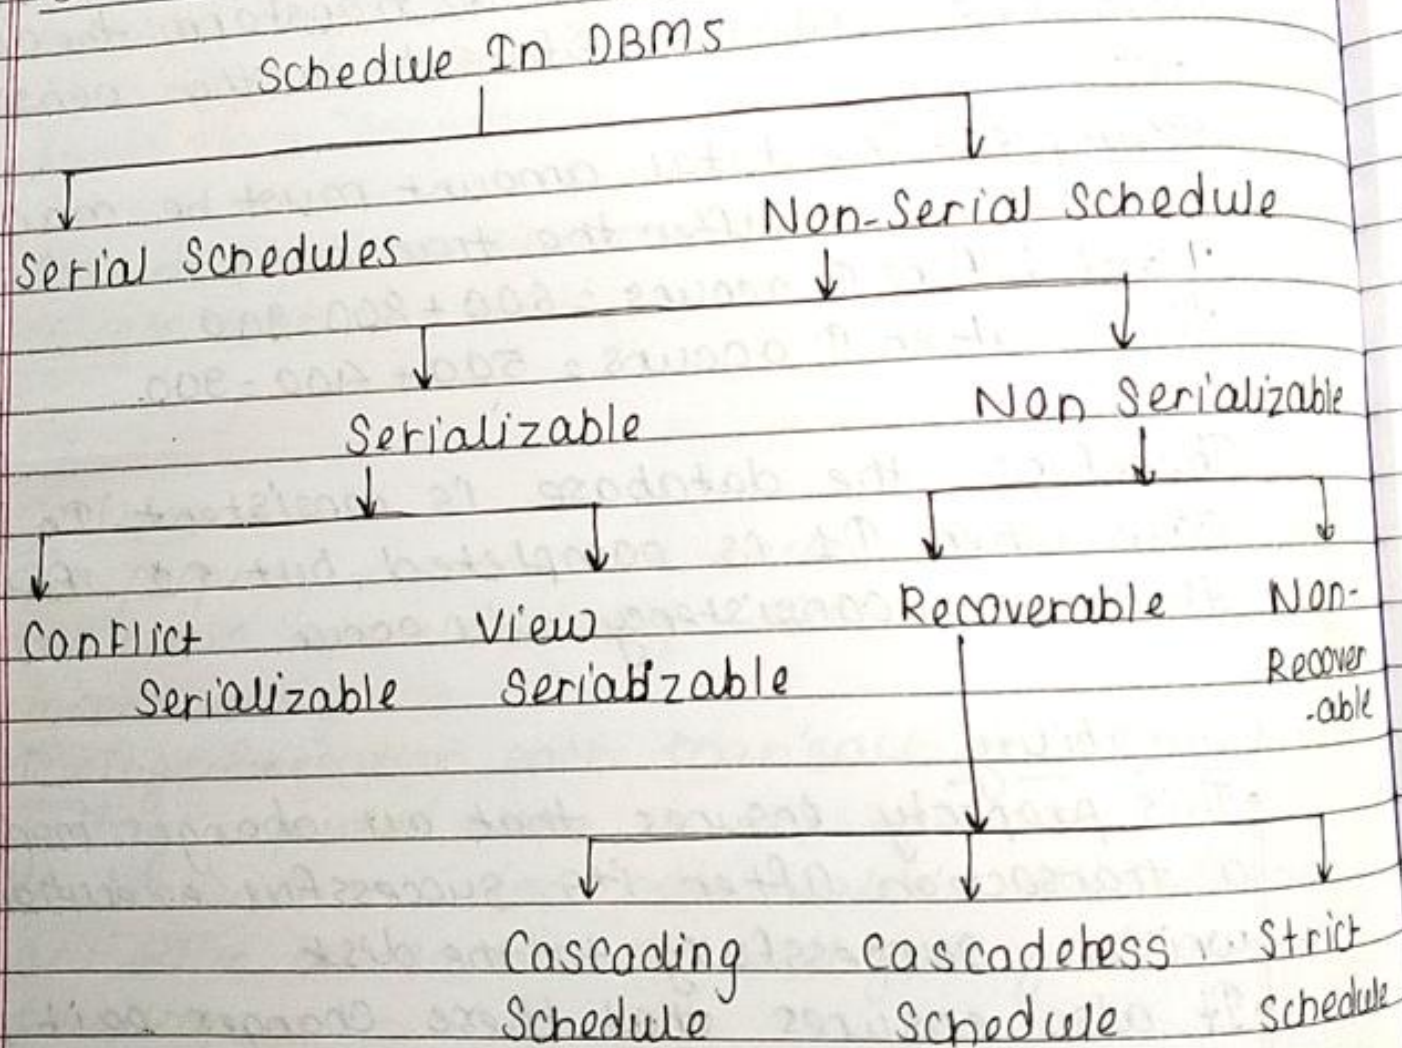 Schedule In DBMS
Serial Schedules
Non-Serial Schedule
Serializable
Non Serializable
Conflict
Serializable
View
Serializable
Recoverable
Non-
Recover
-able
Cascading
Schedule
Cascadeless
Schedule
Strict
Schedule